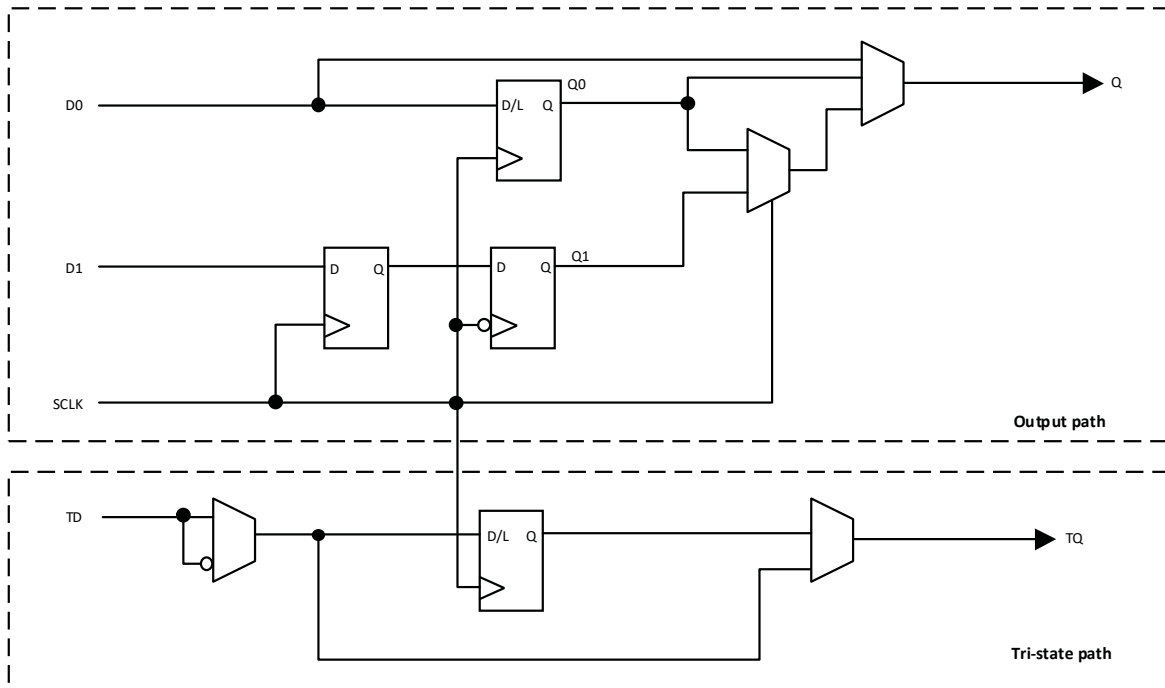 Q0
D0
D/L
Q
Q
Q1
D1
D
Q
D
Q
SCLK
Output path
TD
D/L
Q
TQ
Tri-state path